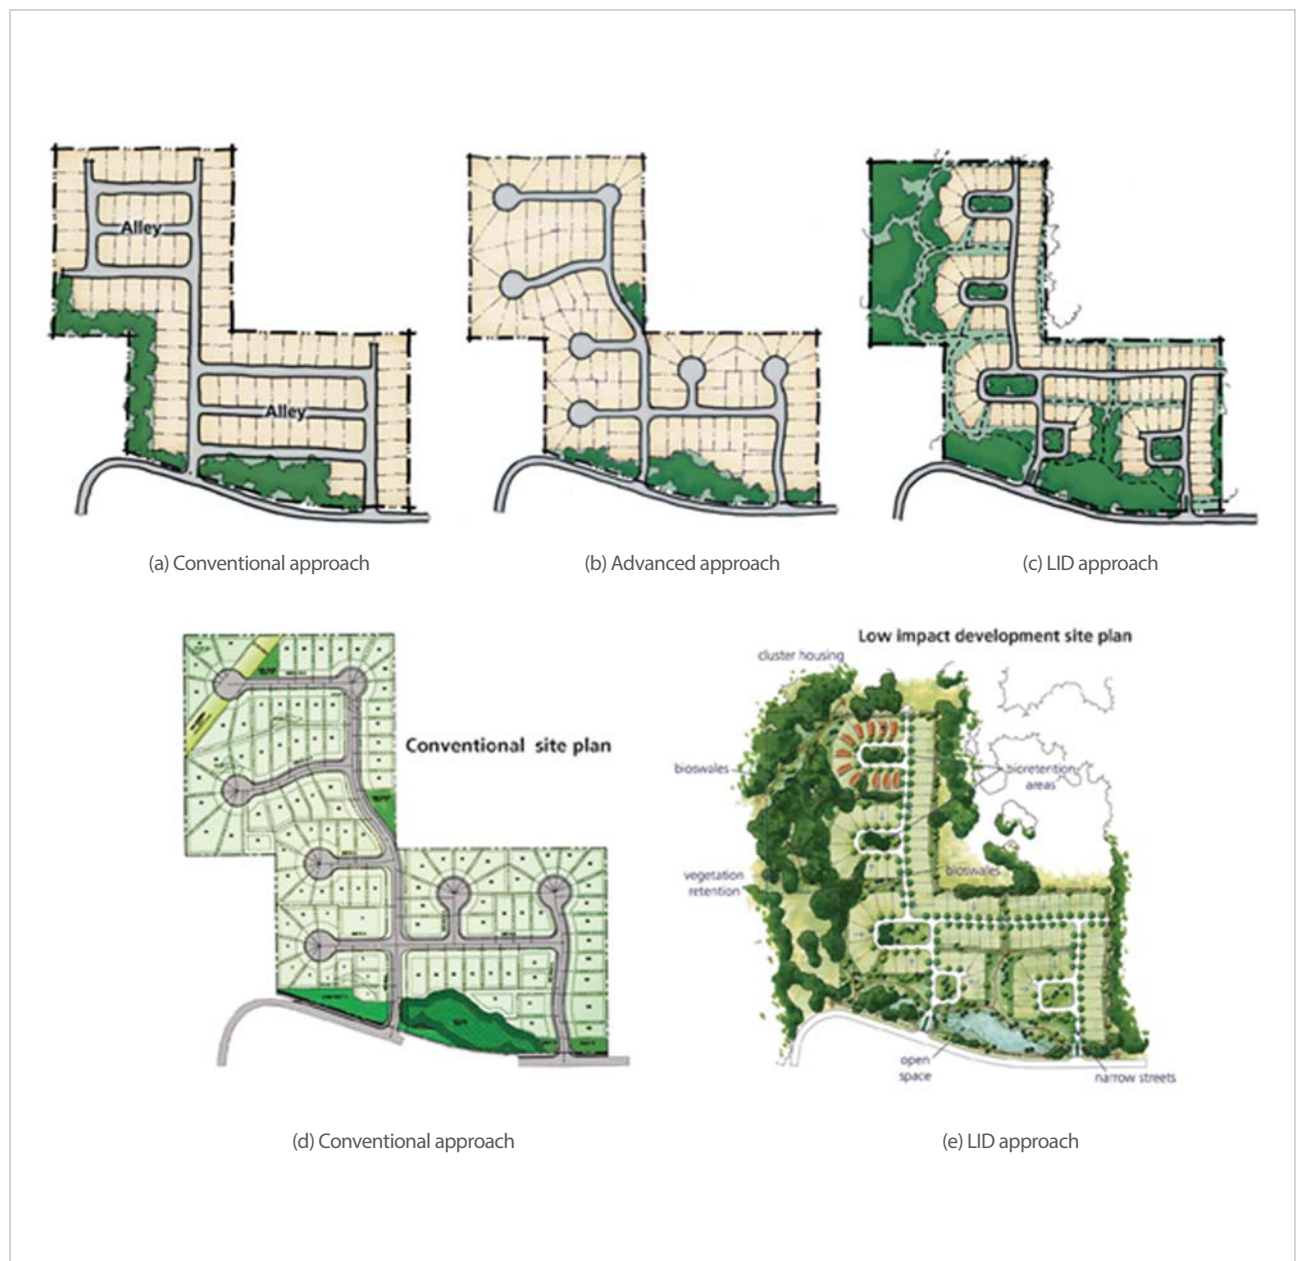 Alley
Alley
(a) Conventional approach
(b) Advanced approach
(c) LID approach
Conventional site plan
(d) Conventional approach
Low impact development site plan
cluster housing
bioswales
bioretention
areas
vegetation
retention
bioswales
open
space
narrow streets
(e) LID approach